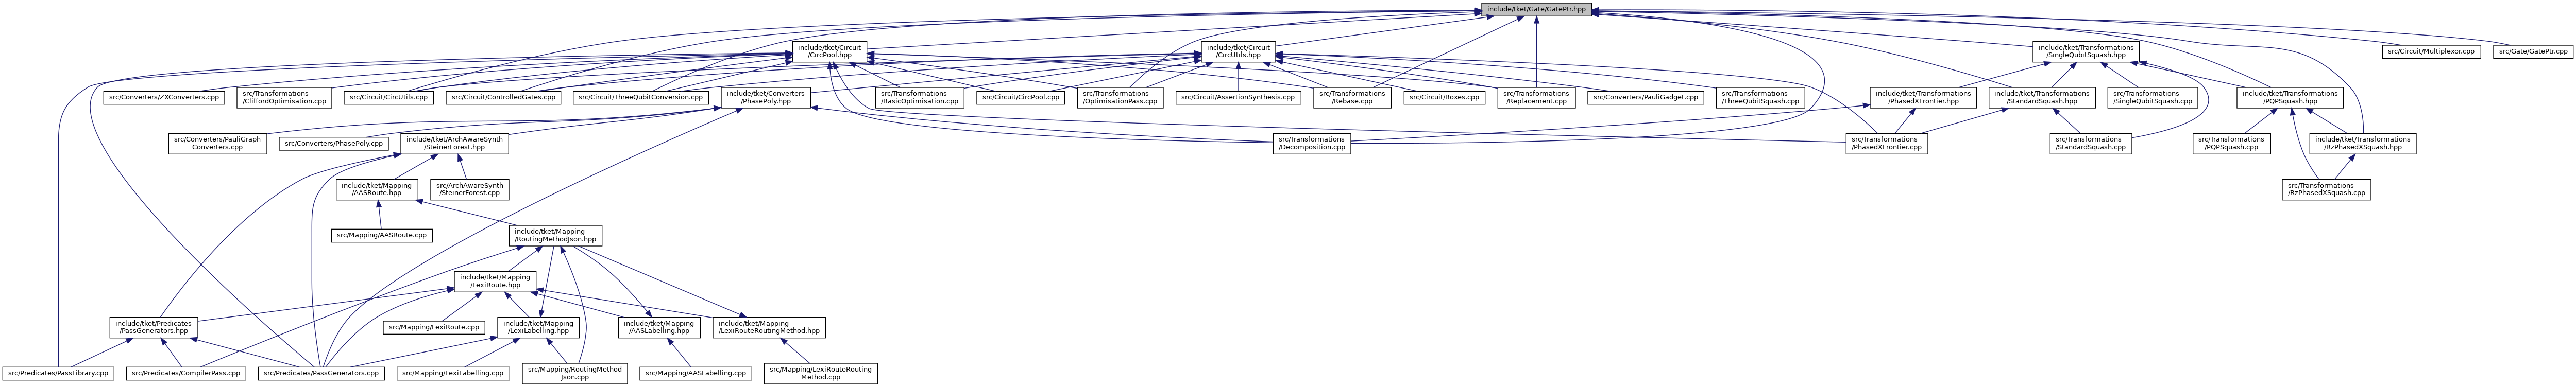 include/tket/Gate/GatePtr.hpp
include/tket/Circuit
/CircPool.hpp
include/tket/Circuit
/CircUtils.hpp
include/tket/Transformations
/SingleQubitSquash.hpp
src/Circuit/Multiplexor.cpp
src/Gate/GatePtr.cpp
src/Converters/ZXConverters.cpp
src/Transformations
/CliffordOptimisation.cpp
src/Circuit/CircUtils.cpp
src/Circuit/ControlledGates.cpp
src/Circuit/ThreeQubitConversion.cpp
include/tket/Converters
/PhasePoly.hpp
src/Transformations
/BasicOptimisation.cpp
src/Circuit/CircPool.cpp
src/Transformations
/OptimisationPass.cpp
src/Circuit/AssertionSynthesis.cpp
src/Transformations
/Rebase.cpp
src/Circuit/Boxes.cpp
src/Transformations
/Replacement.cpp
src/Converters/PauliGadget.cpp
src/Transformations
/ThreeQubitSquash.cpp
include/tket/Transformations
/PhasedXFrontier.hpp
include/tket/Transformations
/StandardSquash.hpp
src/Transformations
/SingleQubitSquash.cpp
include/tket/Transformations
/PQPSquash.hpp
src/Converters/PauliGraph
Converters.cpp
src/Converters/PhasePoly.cpp
include/tket/ArchAwareSynth
/SteinerForest.hpp
src/Transformations
/Decomposition.cpp
src/Transformations
/PhasedXFrontier.cpp
src/Transformations
/StandardSquash.cpp
src/Transformations
/PQPSquash.cpp
include/tket/Transformations
/RzPhasedXSquash.hpp
include/tket/Mapping
/AASRoute.hpp
src/ArchAwareSynth
/SteinerForest.cpp
src/Transformations
/RzPhasedXSquash.cpp
src/Mapping/AASRoute.cpp
include/tket/Mapping
/RoutingMethodJson.hpp
include/tket/Mapping
/LexiRoute.hpp
include/tket/Predicates
/PassGenerators.hpp
src/Mapping/LexiRoute.cpp
include/tket/Mapping
/LexiLabelling.hpp
include/tket/Mapping
/AASLabelling.hpp
include/tket/Mapping
/LexiRouteRoutingMethod.hpp
src/Predicates/PassLibrary.cpp
src/Predicates/CompilerPass.cpp
src/Predicates/PassGenerators.cpp
src/Mapping/LexiLabelling.cpp
src/Mapping/RoutingMethod
Json.cpp
src/Mapping/AASLabelling.cpp
src/Mapping/LexiRouteRouting
Method.cpp